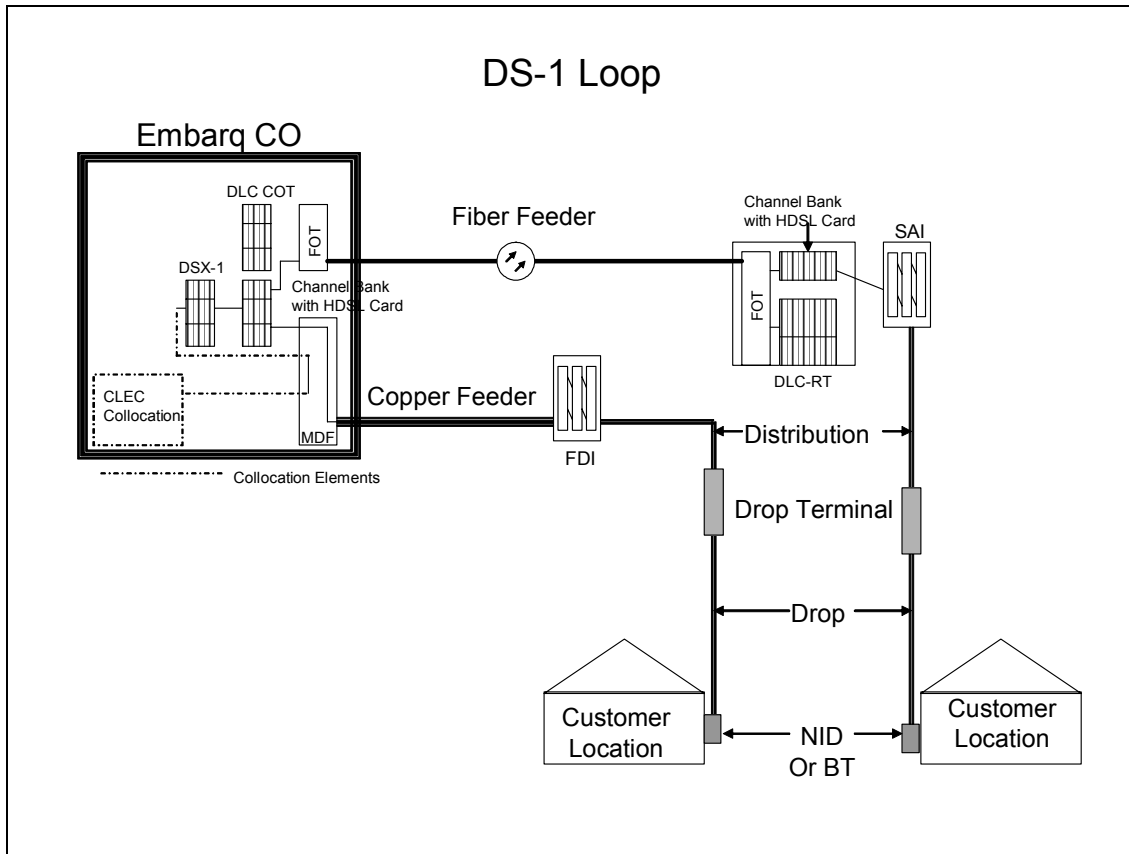 DS-1 Loop
Embarq CO
DLC COT
FOT
DSX-1
Channel Bank
with HDSL Card
CLEC
Collocation
MDF
Collocation Elements
Fiber Feeder
Copper Feeder
FDI
Channel Bank
with HDSL Card
FOT
DLC-RT
SAI
Distribution
Drop Terminal
Drop
Customer
Location
NID
Or BT
Customer
Location